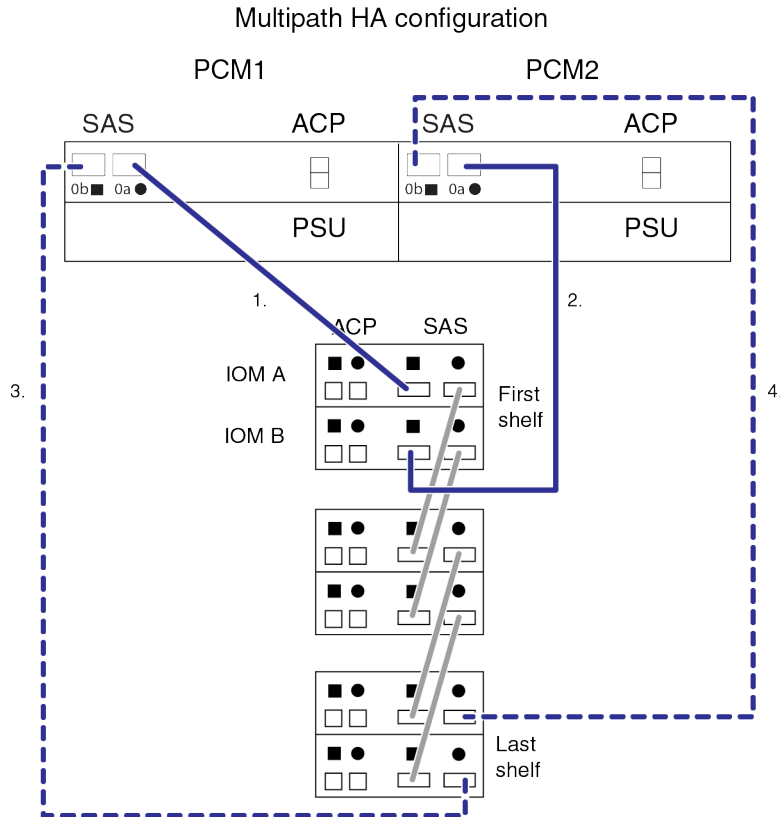 Multipath HA configuration
PCM1 PCM2
SAS ACP SAS ACP
0b 0a 0b 0a
PSU PSU
1. 2.
ACP SAS
IOM A
3. First 4.
shelf
IOM B
Last
shelf